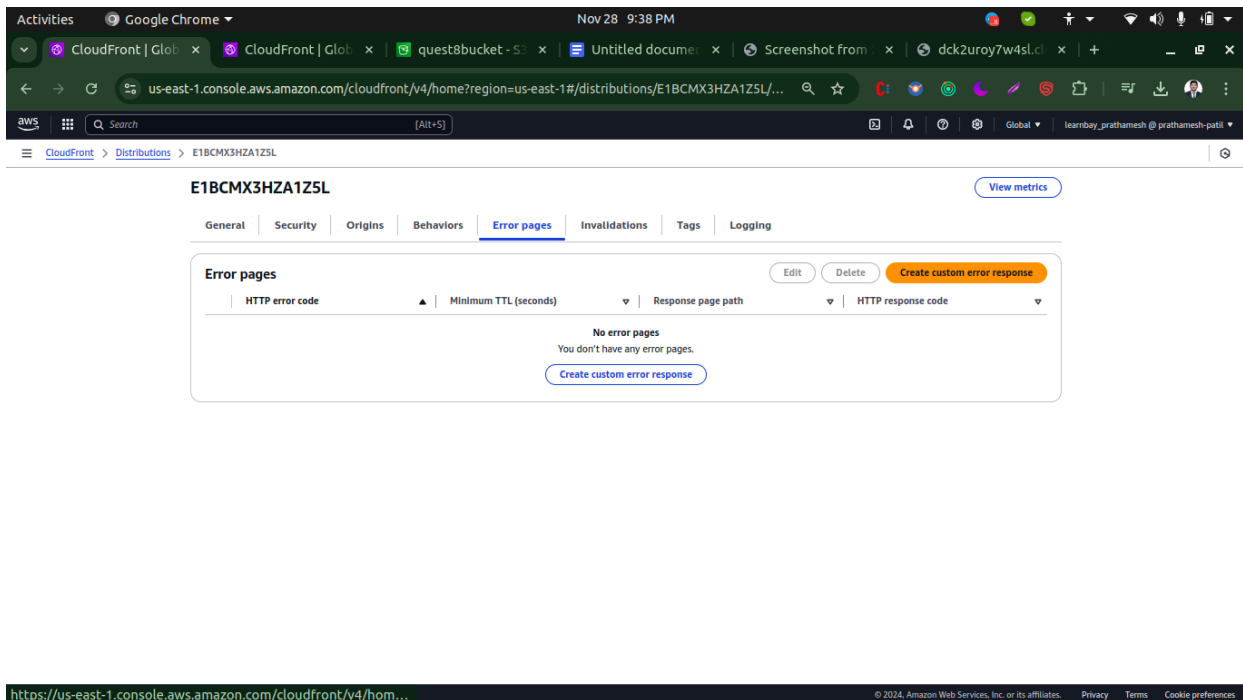 Activities Google Chrome Nov 28 9:38 PM
CloudFront | Glob CloudFront | Glob quest8bucket - S3 Untitled documen Screenshot from dck2uroy7w4sl.cl
us-east-1.console.aws.amazon.com/cloudfront/v4/home?region=us-east-1#/distributions/E1BCMX3HZA1Z5L/...
aws Search [Alt+S] Global learnbay_prathamesh @ prathamesh-patil
CloudFront > Distributions > E1BCMX3HZA1Z5L
E1BCMX3HZA1Z5L
View metrics
General Security Origins Behaviors Error pages Invalidations Tags Logging
Error pages Edit Delete Create custom error response
HTTP error code Minimum TTL (seconds) Response page path HTTP response code
No error pages
You don't have any error pages.
Create custom error response
https://us-east-1.console.aws.amazon.com/cloudfront/v4/hom... © 2024, Amazon Web Services, Inc. or its affiliates. Privacy Terms Cookie preferences